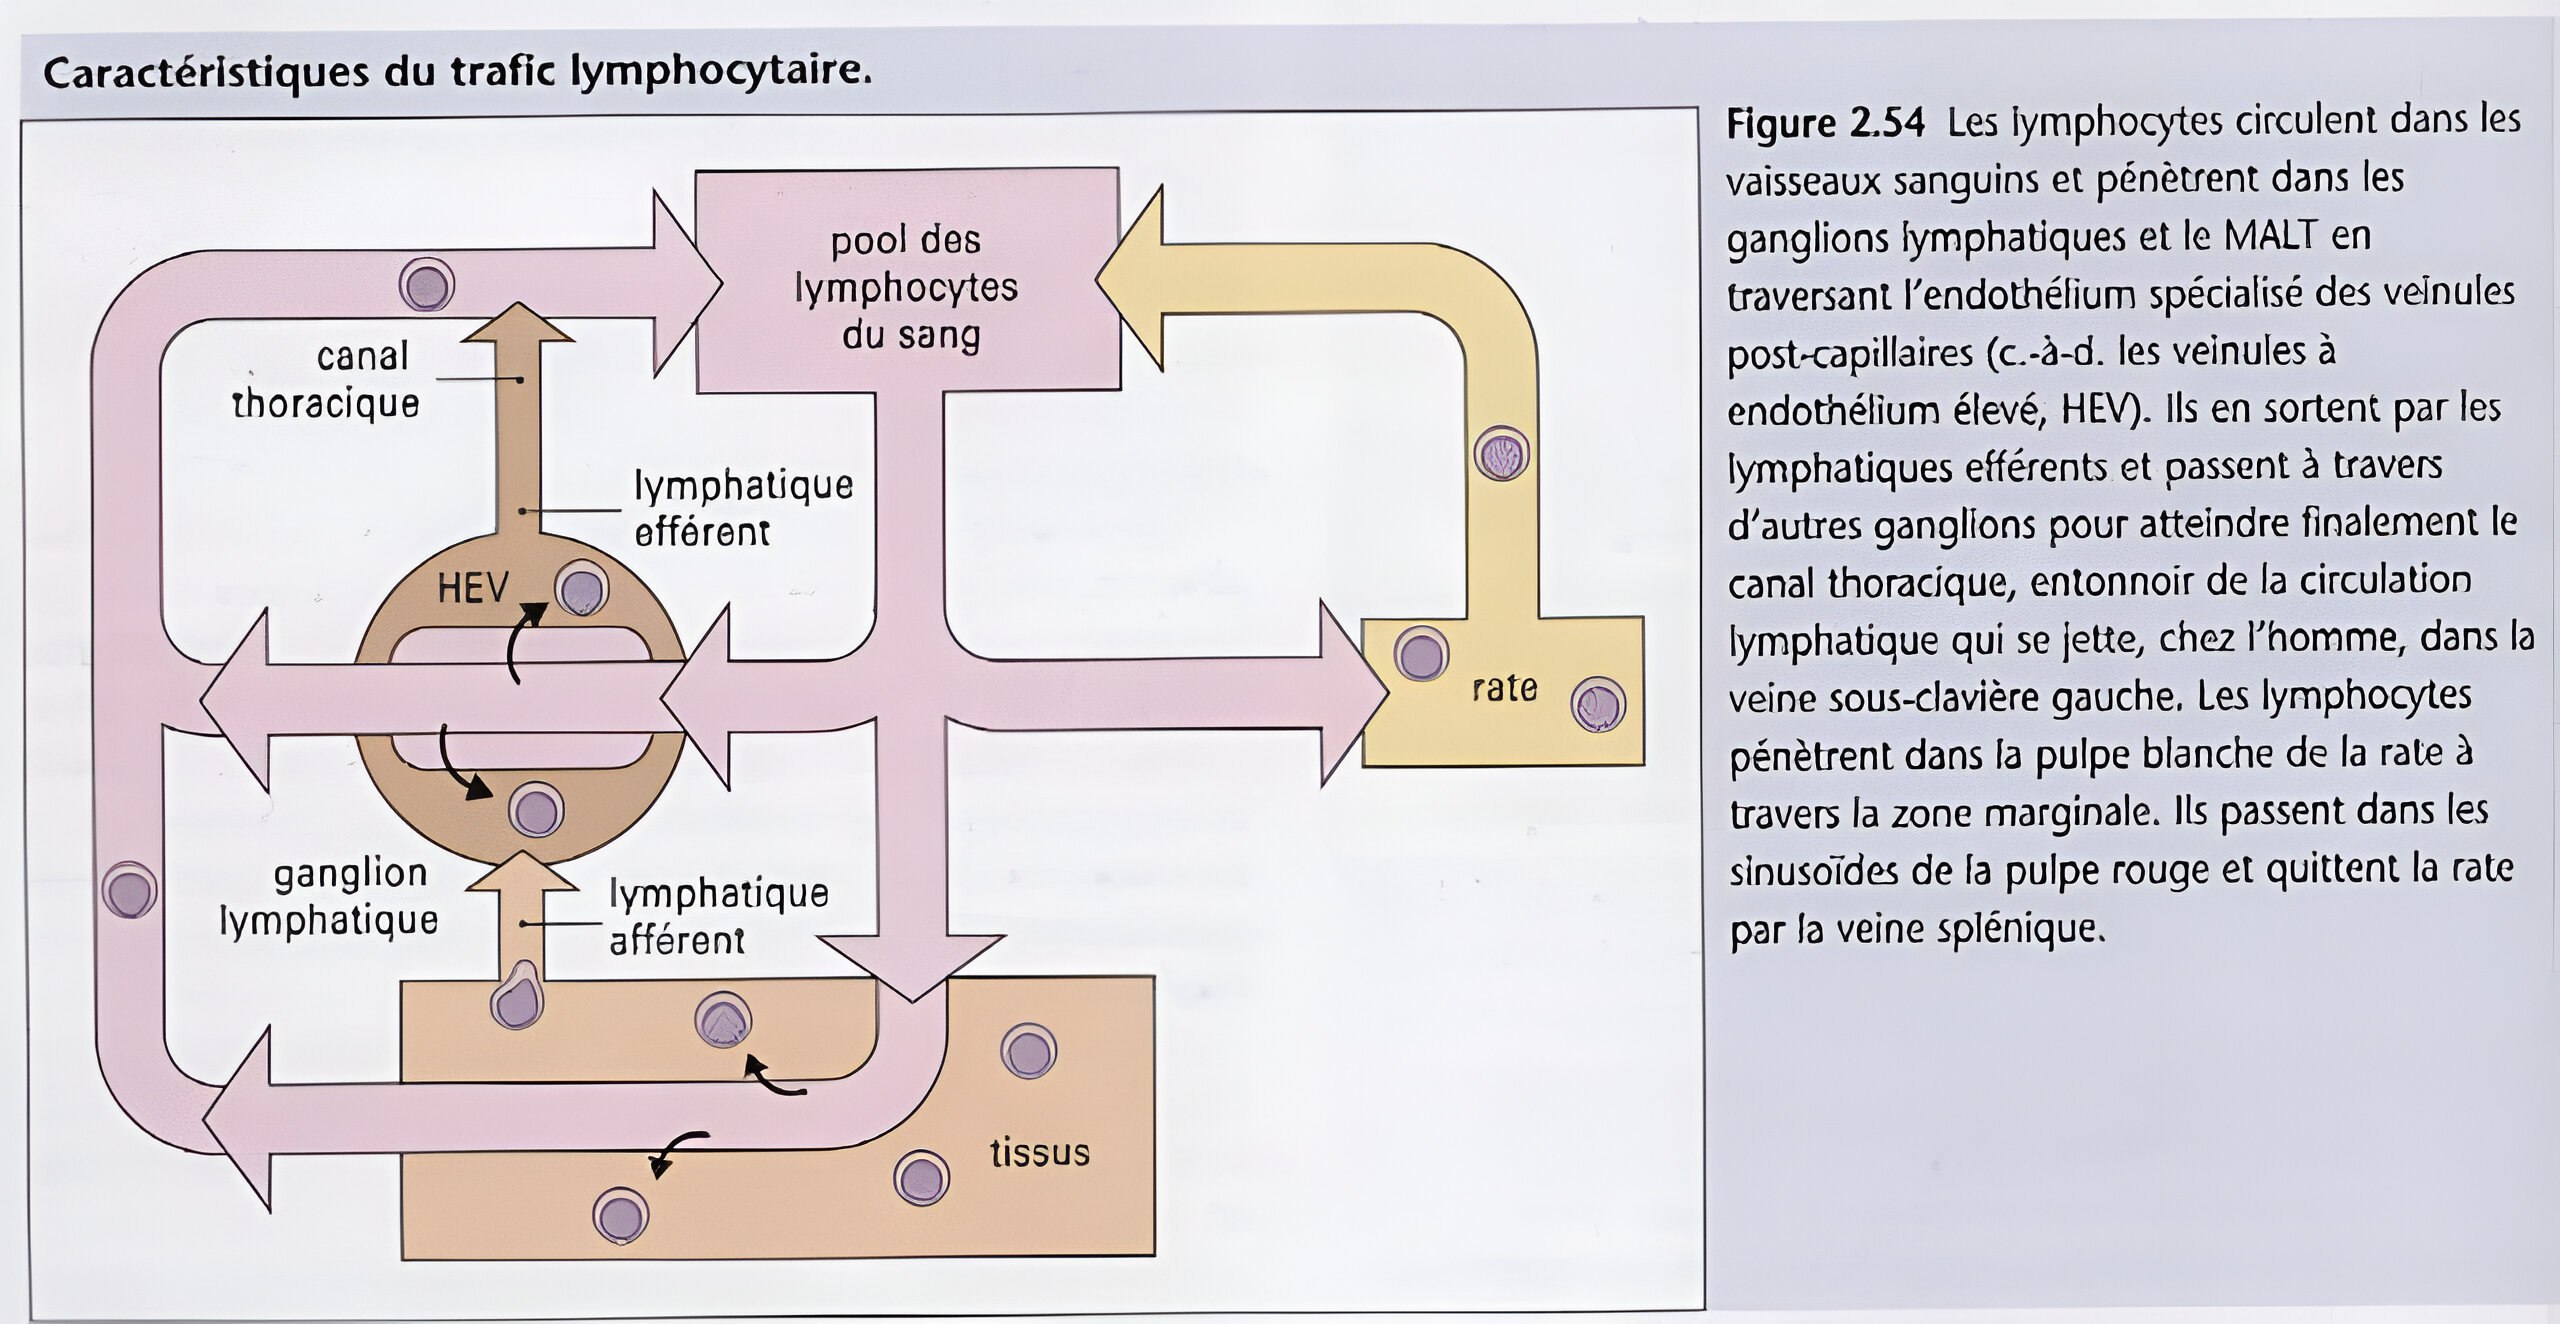 Caractéristiques du trafic lymphocytaire.
pool des
lymphocytes
du sang
canal
thoracique
lymphatique
efférent
HEV
rate
ganglion
lymphatique
lymphatique
afférent
tissus
Figure 2.54 Les lymphocytes circulent dans les
vaisseaux sanguins et pénètrent dans les
ganglions lymphatiques et le MALT en
traversant l'endothélium spécialisé des veinules
post-capillaires (c.-à-d. les veinules à
endothélium élevé, HEV). Ils en sortent par les
lymphatiques efférents et passent à travers
d'autres ganglions pour atteindre finalement le
canal thoracique, entonnoir de la circulation
lymphatique qui se jette, chez l'homme, dans la
veine sous-clavière gauche. Les lymphocytes
pénètrent dans la pulpe blanche de la rate à
travers la zone marginale. Ils passent dans les
sinusoïdes de la pulpe rouge et quittent la rate
par la veine splénique.